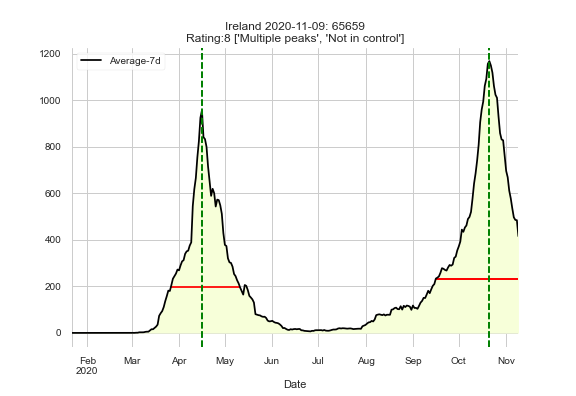 Ireland 2020-11-09: 65659
Rating:8 ['Multiple peaks', 'Not in control']
Average-7d
1200
1000
800
600
400
200
0
Feb Mar Apr May Jun Jul Aug Sep Oct Nov
2020
Date